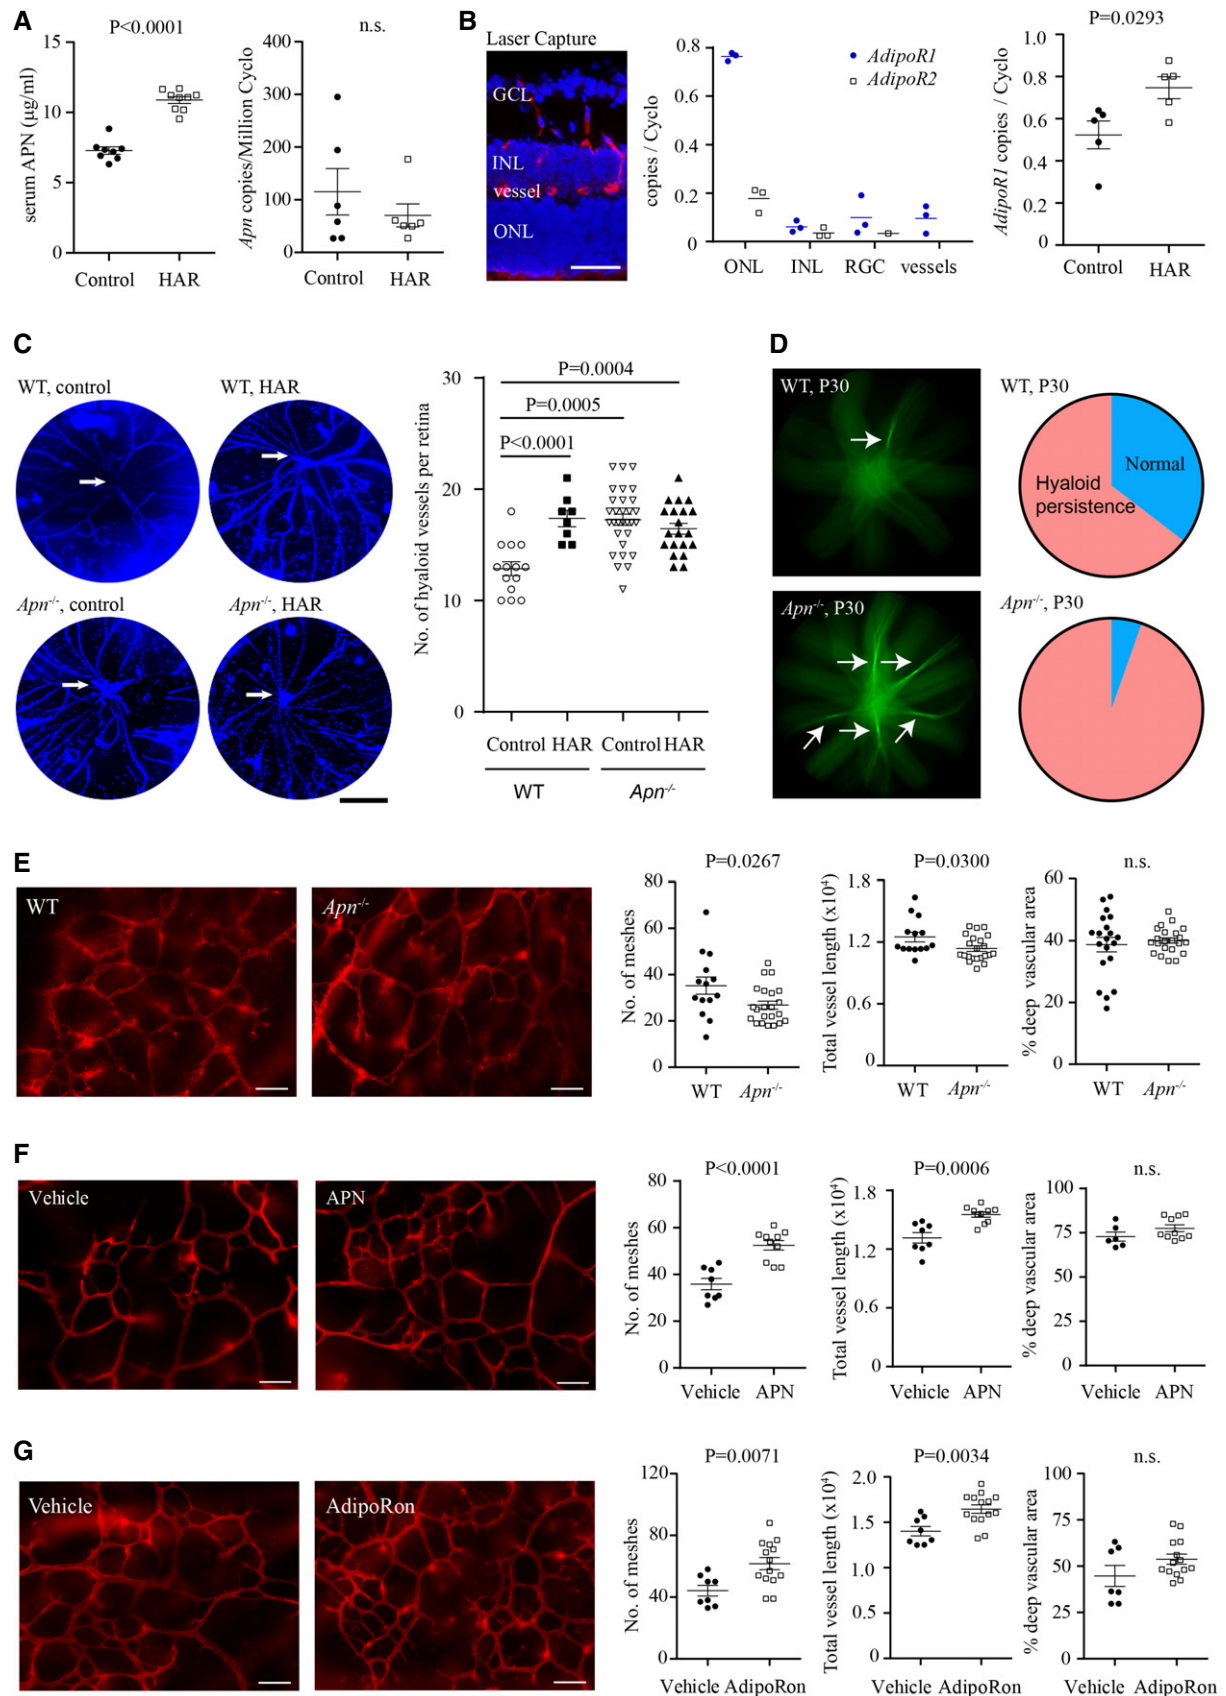 A
P<0.0001
serum APN (µg/ml)
15
10
5
0
Control HAR
n.s.
Apn copies/Million Cyclo
400
300
200
100
0
Control HAR
B
Laser Capture
GCL
INL
vessel
ONL
copies / Cyclo
0.8
0.6
0.4
0.2
0
AdipoR1
AdipoR2
ONL INL RGC vessels
P=0.0293
AdipoR1 copies / Cyclo
1.0
0.8
0.6
0.4
0.2
0
Control HAR
C
WT, control
WT, HAR
Apn-/-, control
Apn-/-, HAR
No. of hyaloid vessels per retina
30
20
10
0
P=0.0004
P=0.0005
P<0.0001
Control HAR Control HAR
WT Apn-/-
D
WT, P30
WT, P30
Hyaloid
persistence
Normal
Apn-/-, P30
Apn-/-, P30
E
WT
Apn-/-
P=0.0267
No. of meshes
80
60
40
20
0
WT Apn-/-
P=0.0300
Total vessel length (x10⁴)
1.8
1.2
0.6
0
WT Apn-/-
n.s.
% deep vascular area
60
40
20
0
WT Apn-/-
F
Vehicle
APN
P<0.0001
No. of meshes
80
60
40
20
0
Vehicle APN
P=0.0006
Total vessel length (x10⁴)
1.8
1.2
0.6
0
Vehicle APN
n.s.
% deep vascular area
100
75
50
25
0
Vehicle APN
G
Vehicle
AdipoRon
P=0.0071
No. of meshes
120
80
40
0
Vehicle AdipoRon
P=0.0034
Total vessel length (x10⁴)
2.0
1.5
1.0
0.5
0
Vehicle AdipoRon
n.s.
% deep vascular area
100
75
50
25
0
Vehicle AdipoRon